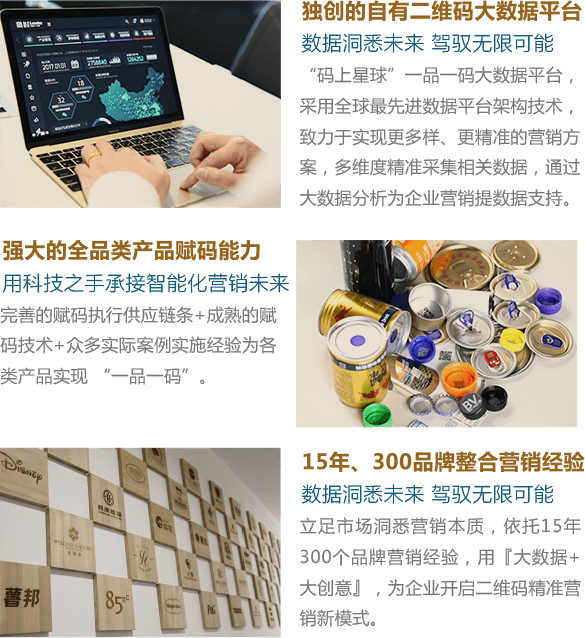 独创的自有二维码大数据平台
数据洞悉未来 驾驭无限可能
“码上星球”一品一码大数据平台，
采用全球最先进数据平台架构技术，
致力于实现更多样、更精准的营销方
案，多维度精准采集相关数据，通过
大数据分析为企业营销提数据支持。
2017:01:01
2758840
1264252
18
32
强大的全品类产品赋码能力
用科技之手承接智能化营销未来
完善的赋码执行供应链条+成熟的赋
码技术+众多实际案例实施经验为各
类产品实现 “一品一码”。
BV
DISNEY
蕃邦
85°C
P&G
15年、300品牌整合营销经验
数据洞悉未来 驾驭无限可能
立足市场洞悉营销本质，依托15年
300个品牌营销经验，用『大数据+
大创意』，为企业开启二维码精准营
销新模式。